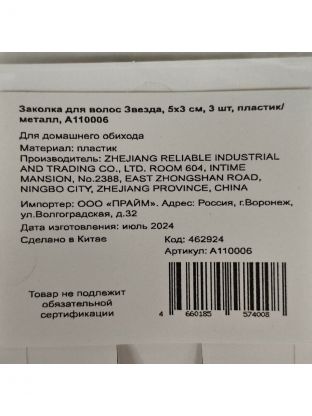 Заколка для волос Звезда, 5х3 см, 3 шт, пластик/
металл, А110006
Для домашнего обихода
Материал: пластик
Производитель: ZHEJIANG RELIABLE INDUSTRIAL
AND TRADING CO., LTD. ROOM 604, INTIME
MANSION, No.2388, EAST ZHONGSHAN ROAD,
NINGBO CITY, ZHEJIANG PROVINCE, CHINA
Импортер: ООО «ПРАЙМ». Адрес: Россия, г.Воронеж,
ул.Волгоградская, д.32
Дата изготовления: июль 2024
Сделано в Китае
Код: 462924
Артикул: А110006
Товар не подлежит
обязательной
сертификации
4 660185 574008